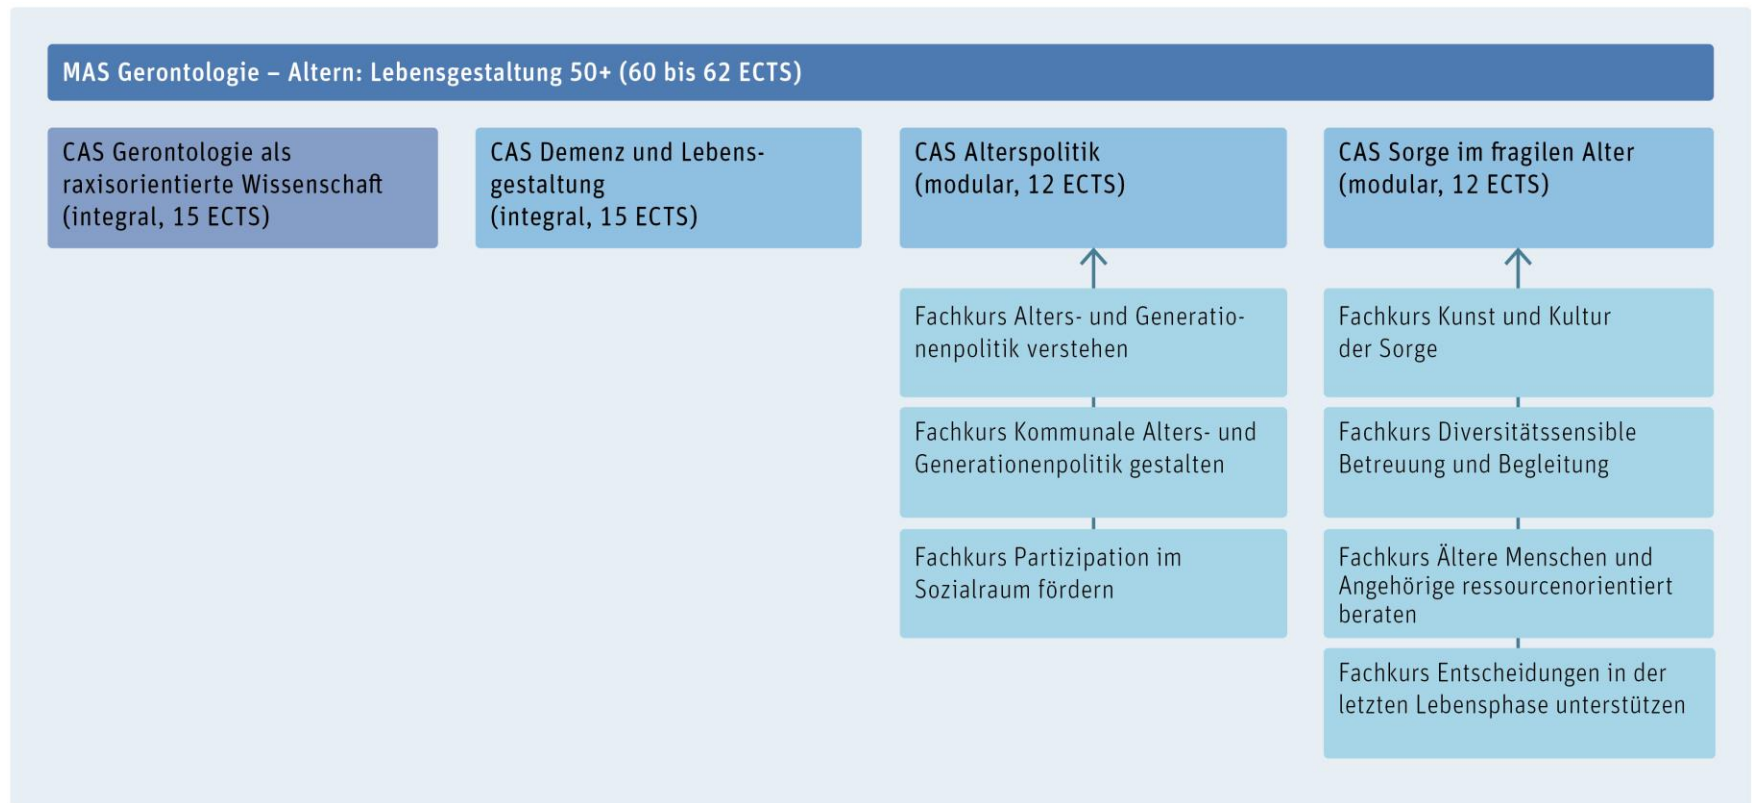 MAS Gerontologie – Altern: Lebensgestaltung 50+ (60 bis 62 ECTS)
CAS Gerontologie als
raxisorientierte Wissenschaft
(integral, 15 ECTS)
CAS Demenz und Lebens-
gestaltung
(integral, 15 ECTS)
CAS Alterspolitik
(modular, 12 ECTS)
Fachkurs Alters- und Generatio-
nenpolitik verstehen
Fachkurs Kommunale Alters- und
Generationenpolitik gestalten
Fachkurs Partizipation im
Sozialraum fördern
CAS Sorge im fragilen Alter
(modular, 12 ECTS)
Fachkurs Kunst und Kultur
der Sorge
Fachkurs Diversitätssensible
Betreuung und Begleitung
Fachkurs Ältere Menschen und
Angehörige ressourcenorientiert
beraten
Fachkurs Entscheidungen in der
letzten Lebensphase unterstützen